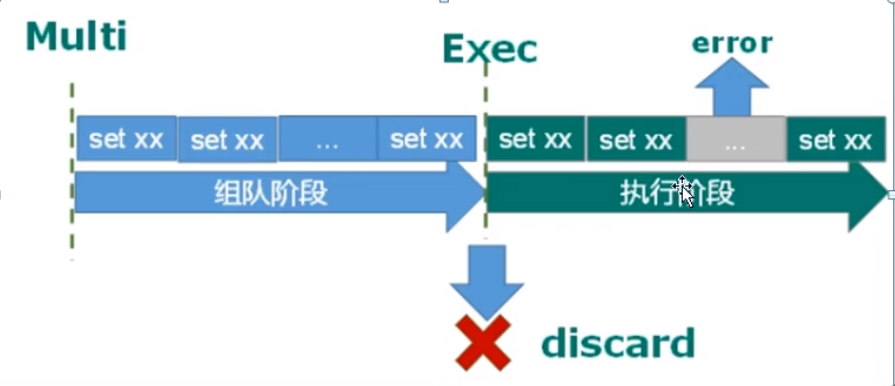 Multi
Exec
error
set xx set xx ... set xx set xx set xx ... set xx
组队阶段 执行阶段
discard